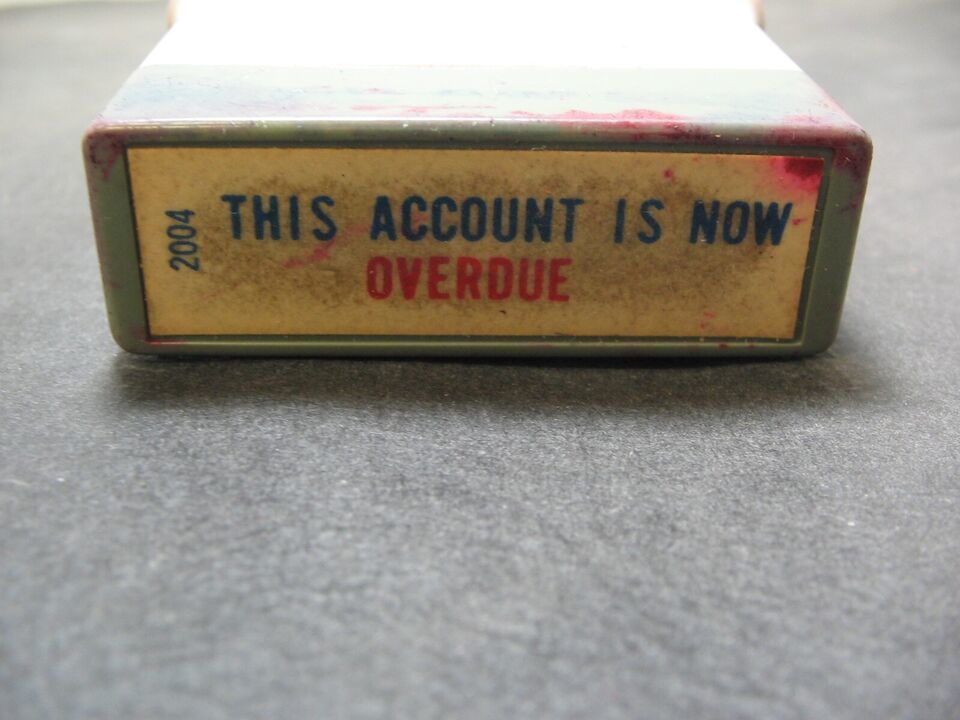 2004
THIS ACCOUNT IS NOW
OVERDUE